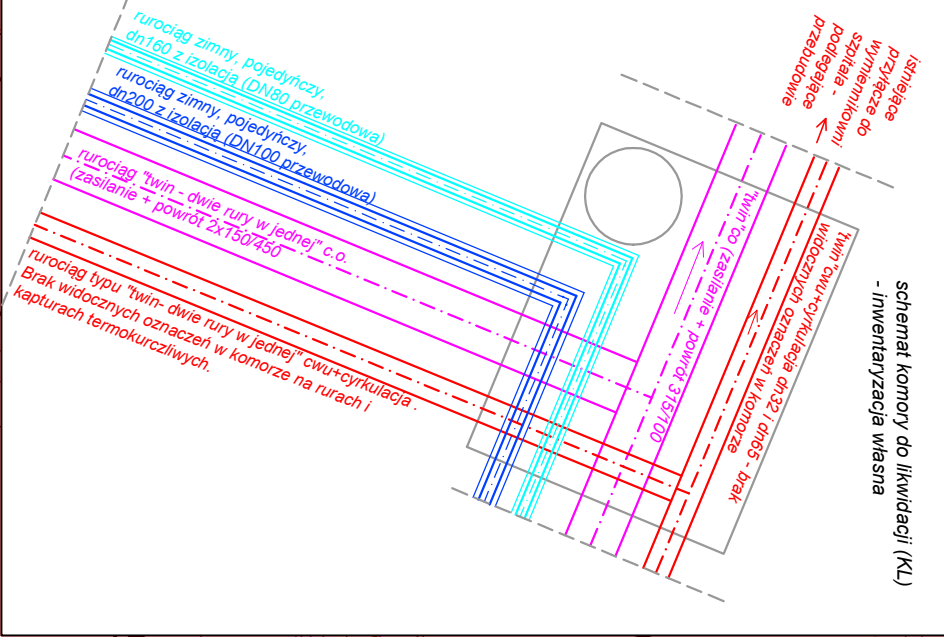 rurociąg zimny, pojedyńczy,
dn160 z izolacją (DN80 przewodowa)
rurociąg zimny, pojedyńczy,
dn200 z izolacją (DN100 przewodowa)
rurociąg "twin - dwie rury w jednej" c.o.
(zasilanie + powrót 2x150/450
rurociąg typu "twin- dwie rury w jednej" cwu+cyrkulacja .
Brak widocznych oznaczeń w komorze na rurach i
kapturach termokurczliwych.
istniejące
przyłącze do
wymiennikowni
szpitala -
podlegające
przebudowie
"twin"co (zasilanie + powrót 315/100
"twin"cwu+cyrkulacja dn32 i dn65 - brak
widocznych oznaczeń w komorze
schemat komory do likwidacji (KL)
- inwentaryzacja własna